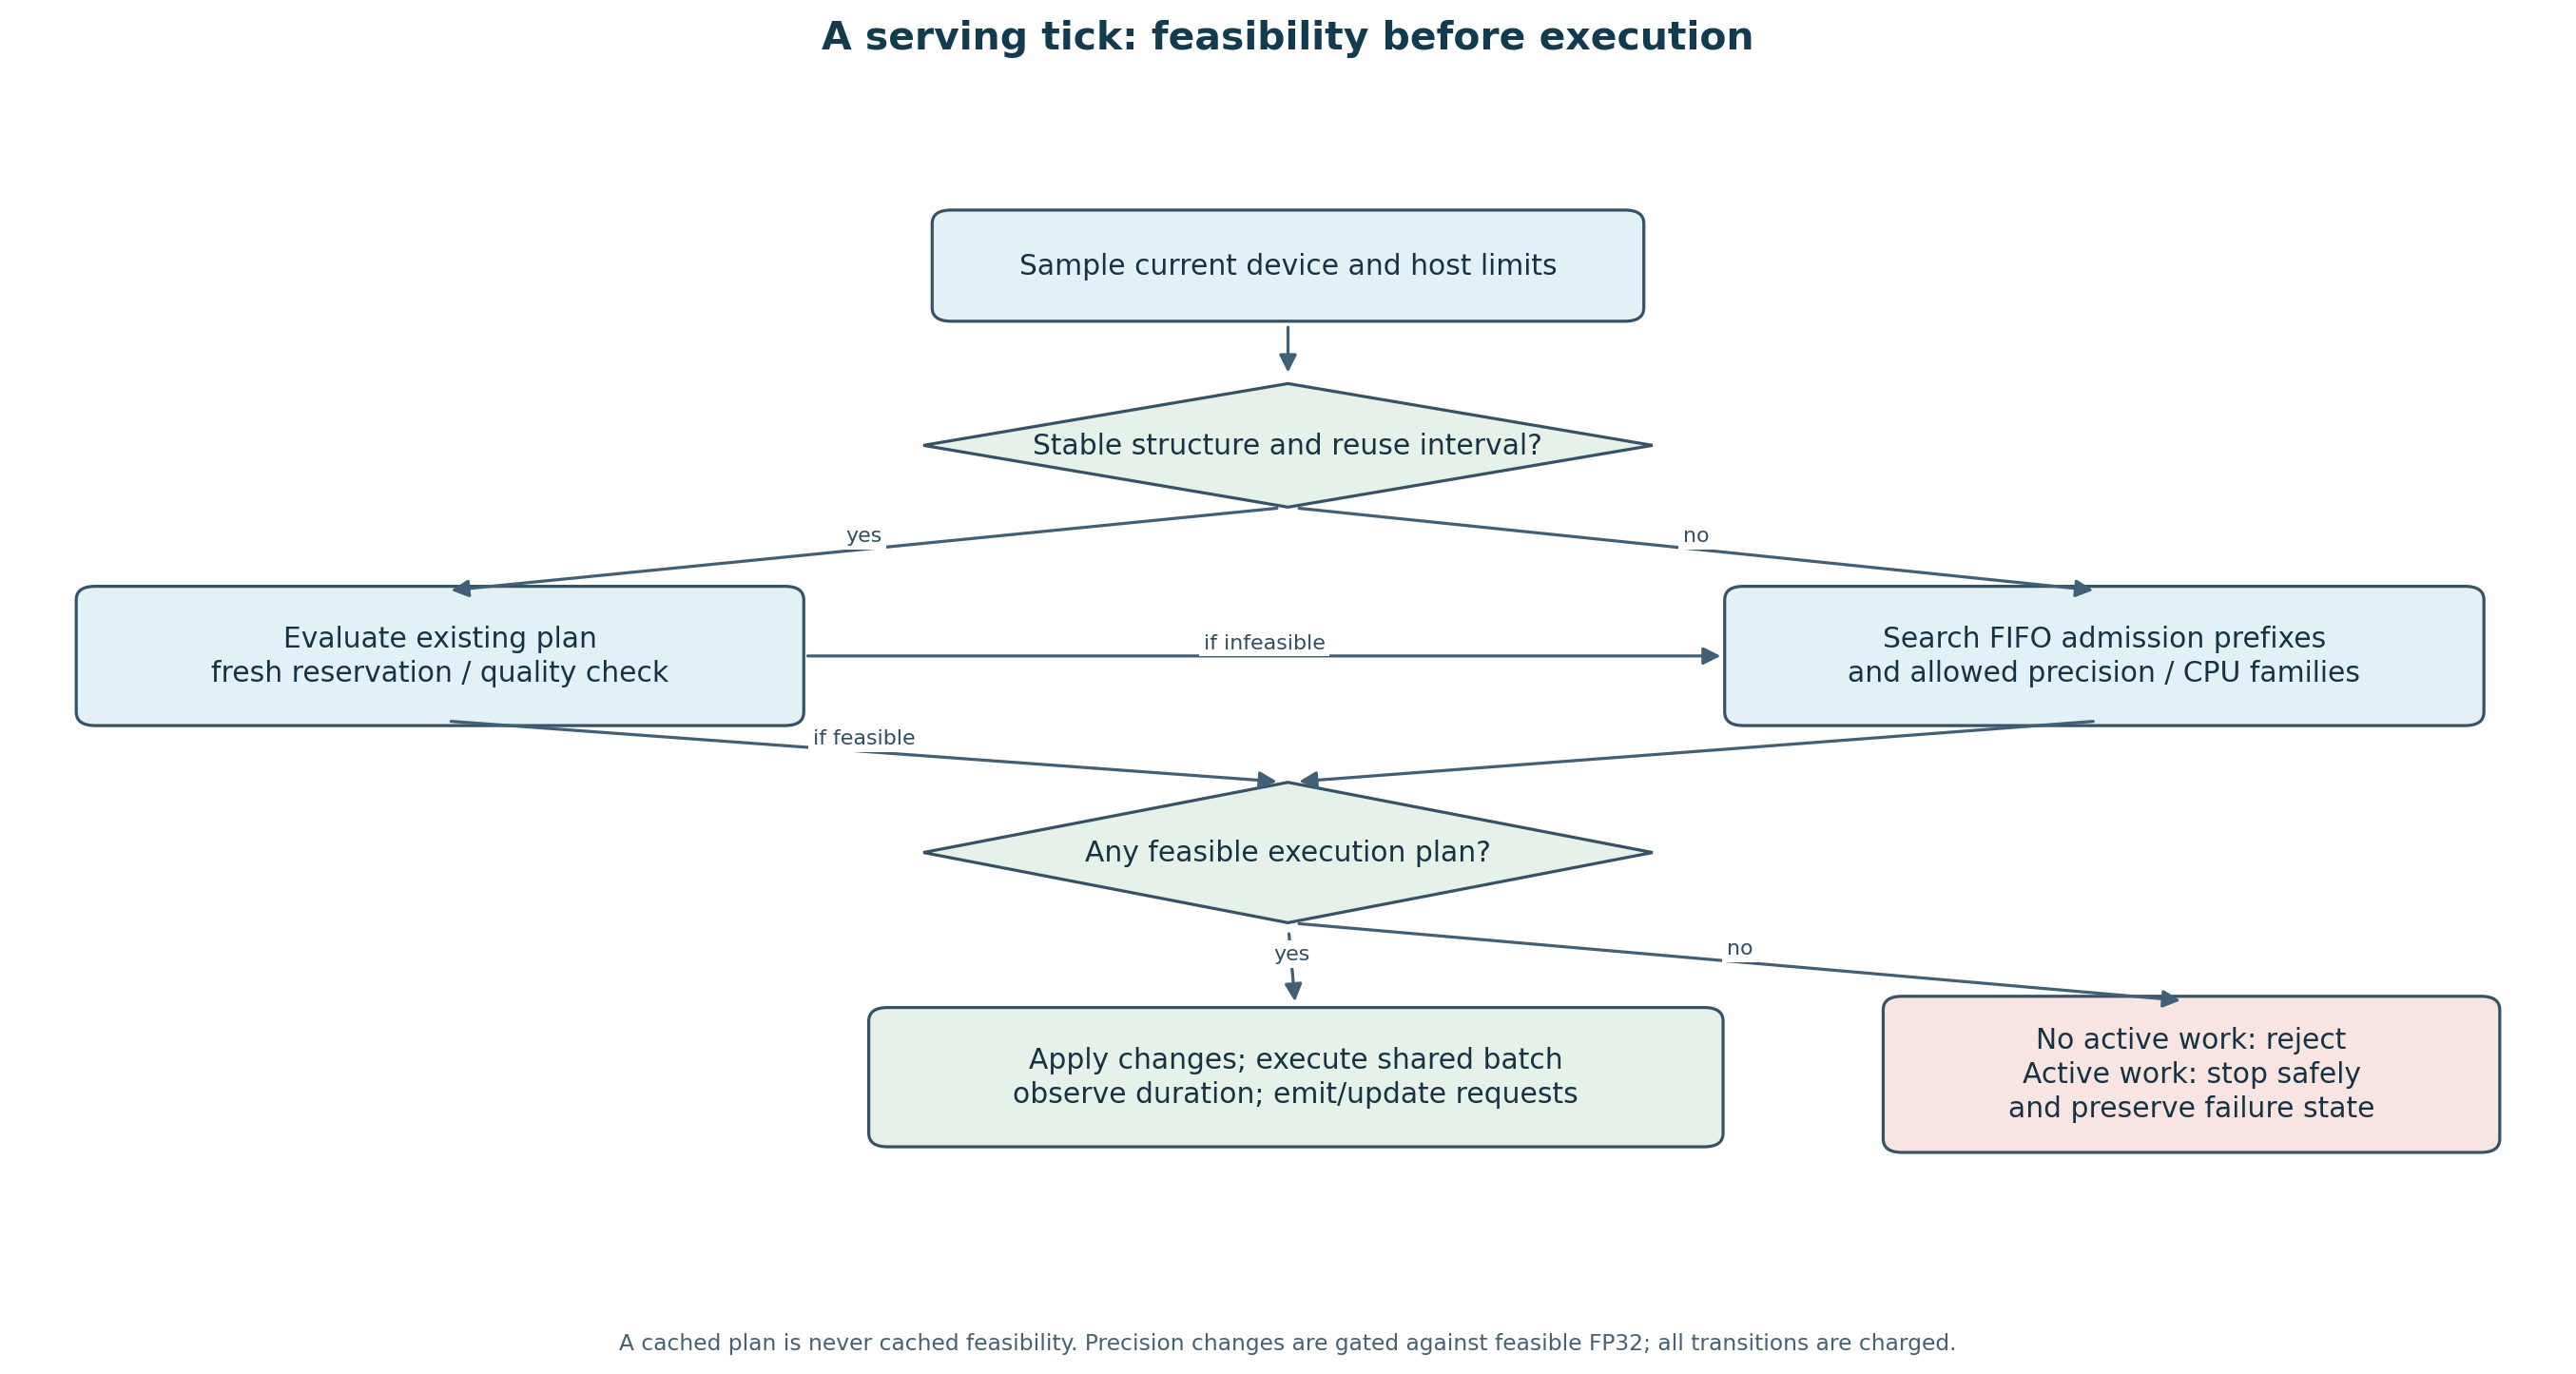 A serving tick: feasibility before execution
Sample current device and host limits
Stable structure and reuse interval?
yes
no
Evaluate existing plan
fresh reservation / quality check
if infeasible
Search FIFO admission prefixes
and allowed precision / CPU families
if feasible
Any feasible execution plan?
yes
no
Apply changes; execute shared batch
observe duration; emit/update requests
No active work: reject
Active work: stop safely
and preserve failure state
A cached plan is never cached feasibility. Precision changes are gated against feasible FP32; all transitions are charged.